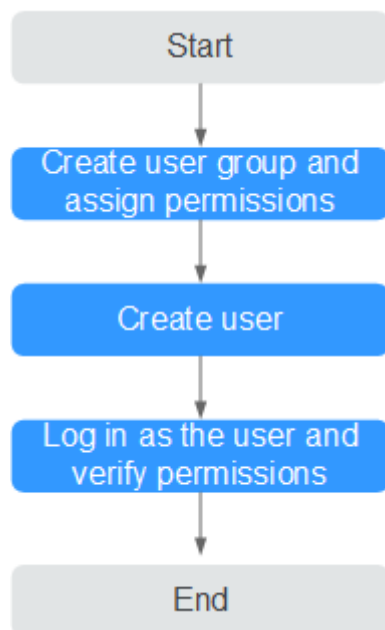 Start
Create user group and
assign permissions
Create user
Log in as the user and
verify permissions
End